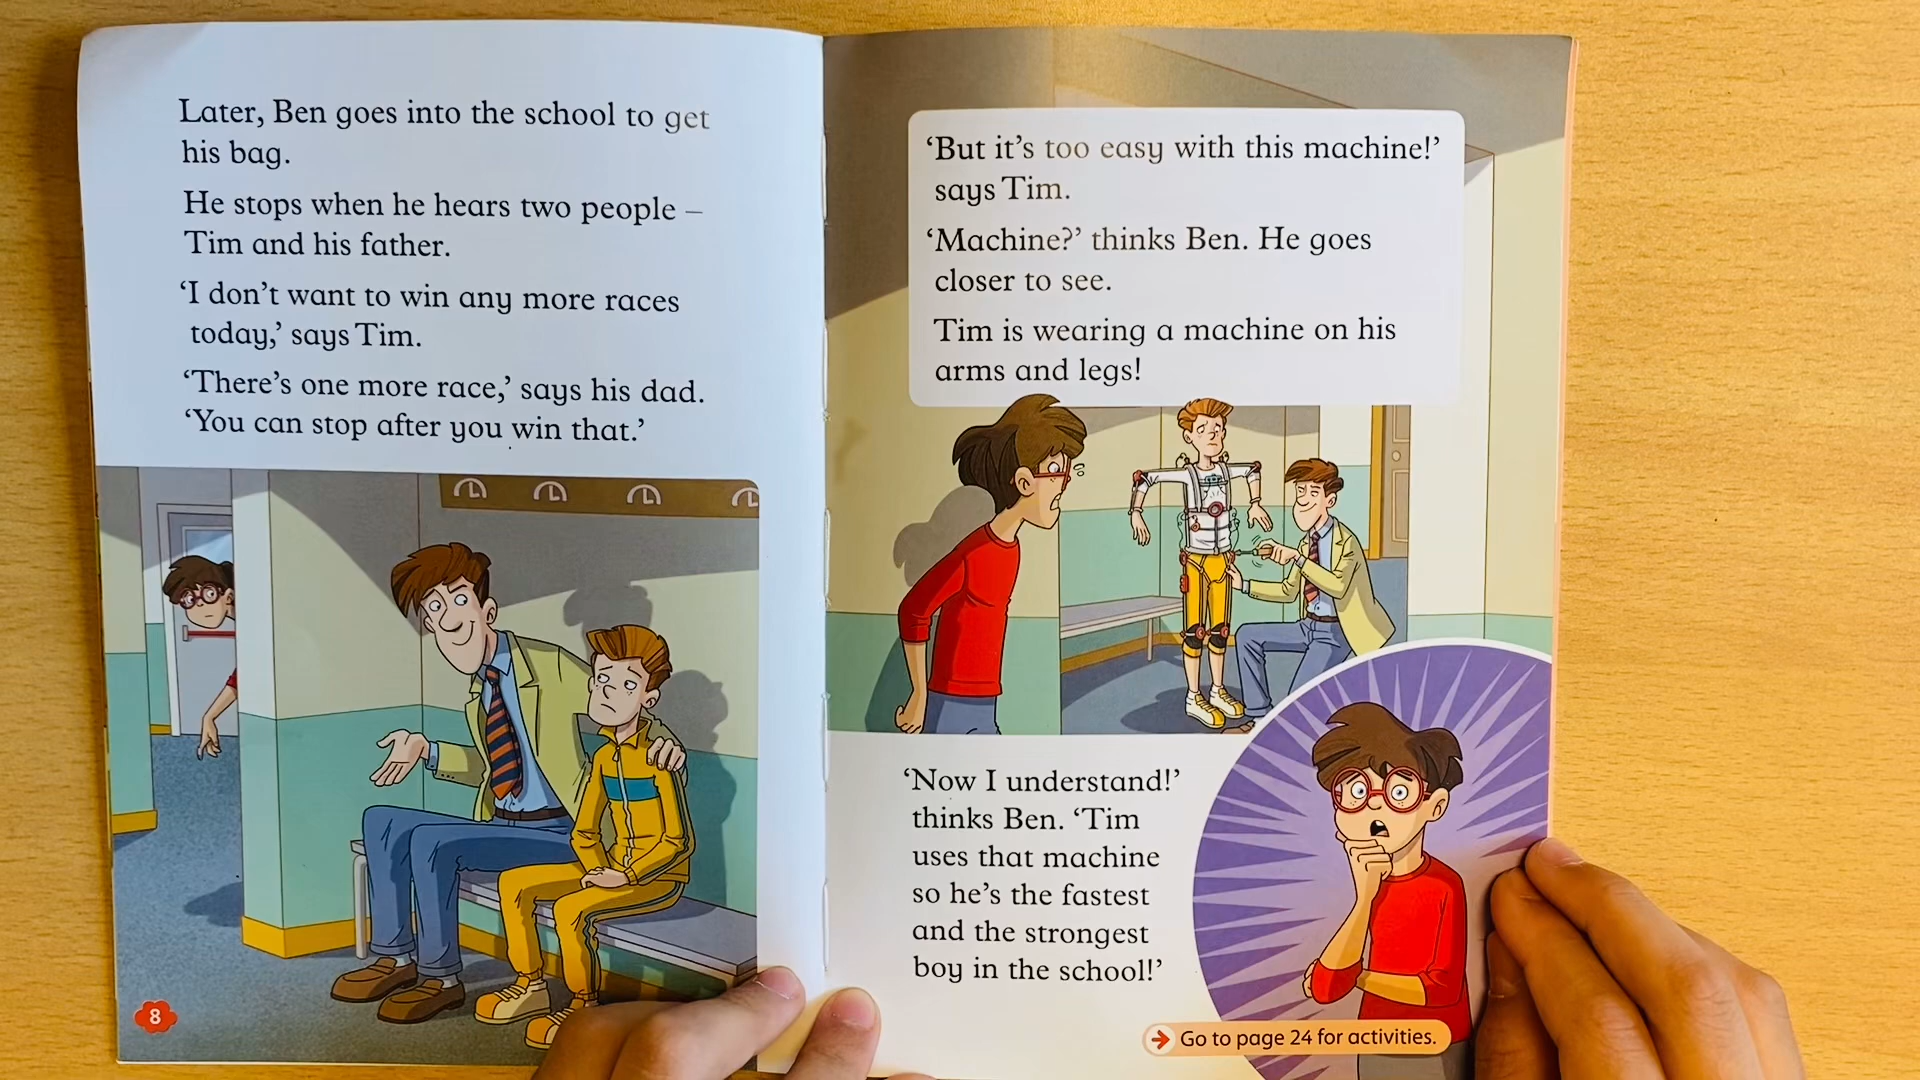 Later, Ben goes into the school to get
his bag.
He stops when he hears two people –
Tim and his father.
‘I don’t want to win any more races
today,’ says Tim.
‘There’s one more race,’ says his dad.
‘You can stop after you win that.’
8
‘But it’s too easy with this machine!’
says Tim.
‘Machine?’ thinks Ben. He goes
closer to see.
Tim is wearing a machine on his
arms and legs!
‘Now I understand!’
thinks Ben. ‘Tim
uses that machine
so he’s the fastest
and the strongest
boy in the school!’
Go to page 24 for activities.